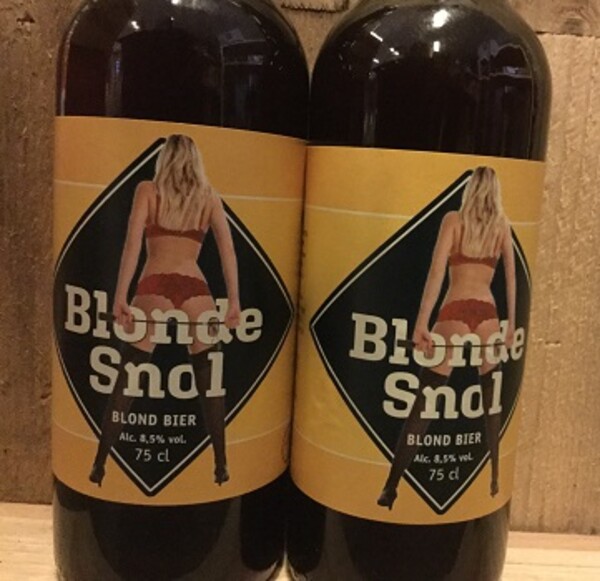 Blonde
Snol
BLOND BIER
Alc. 8,5% vol.
75 cl
Blonde
Snol
BLOND BIER
Alc. 8,5% vol.
75 cl